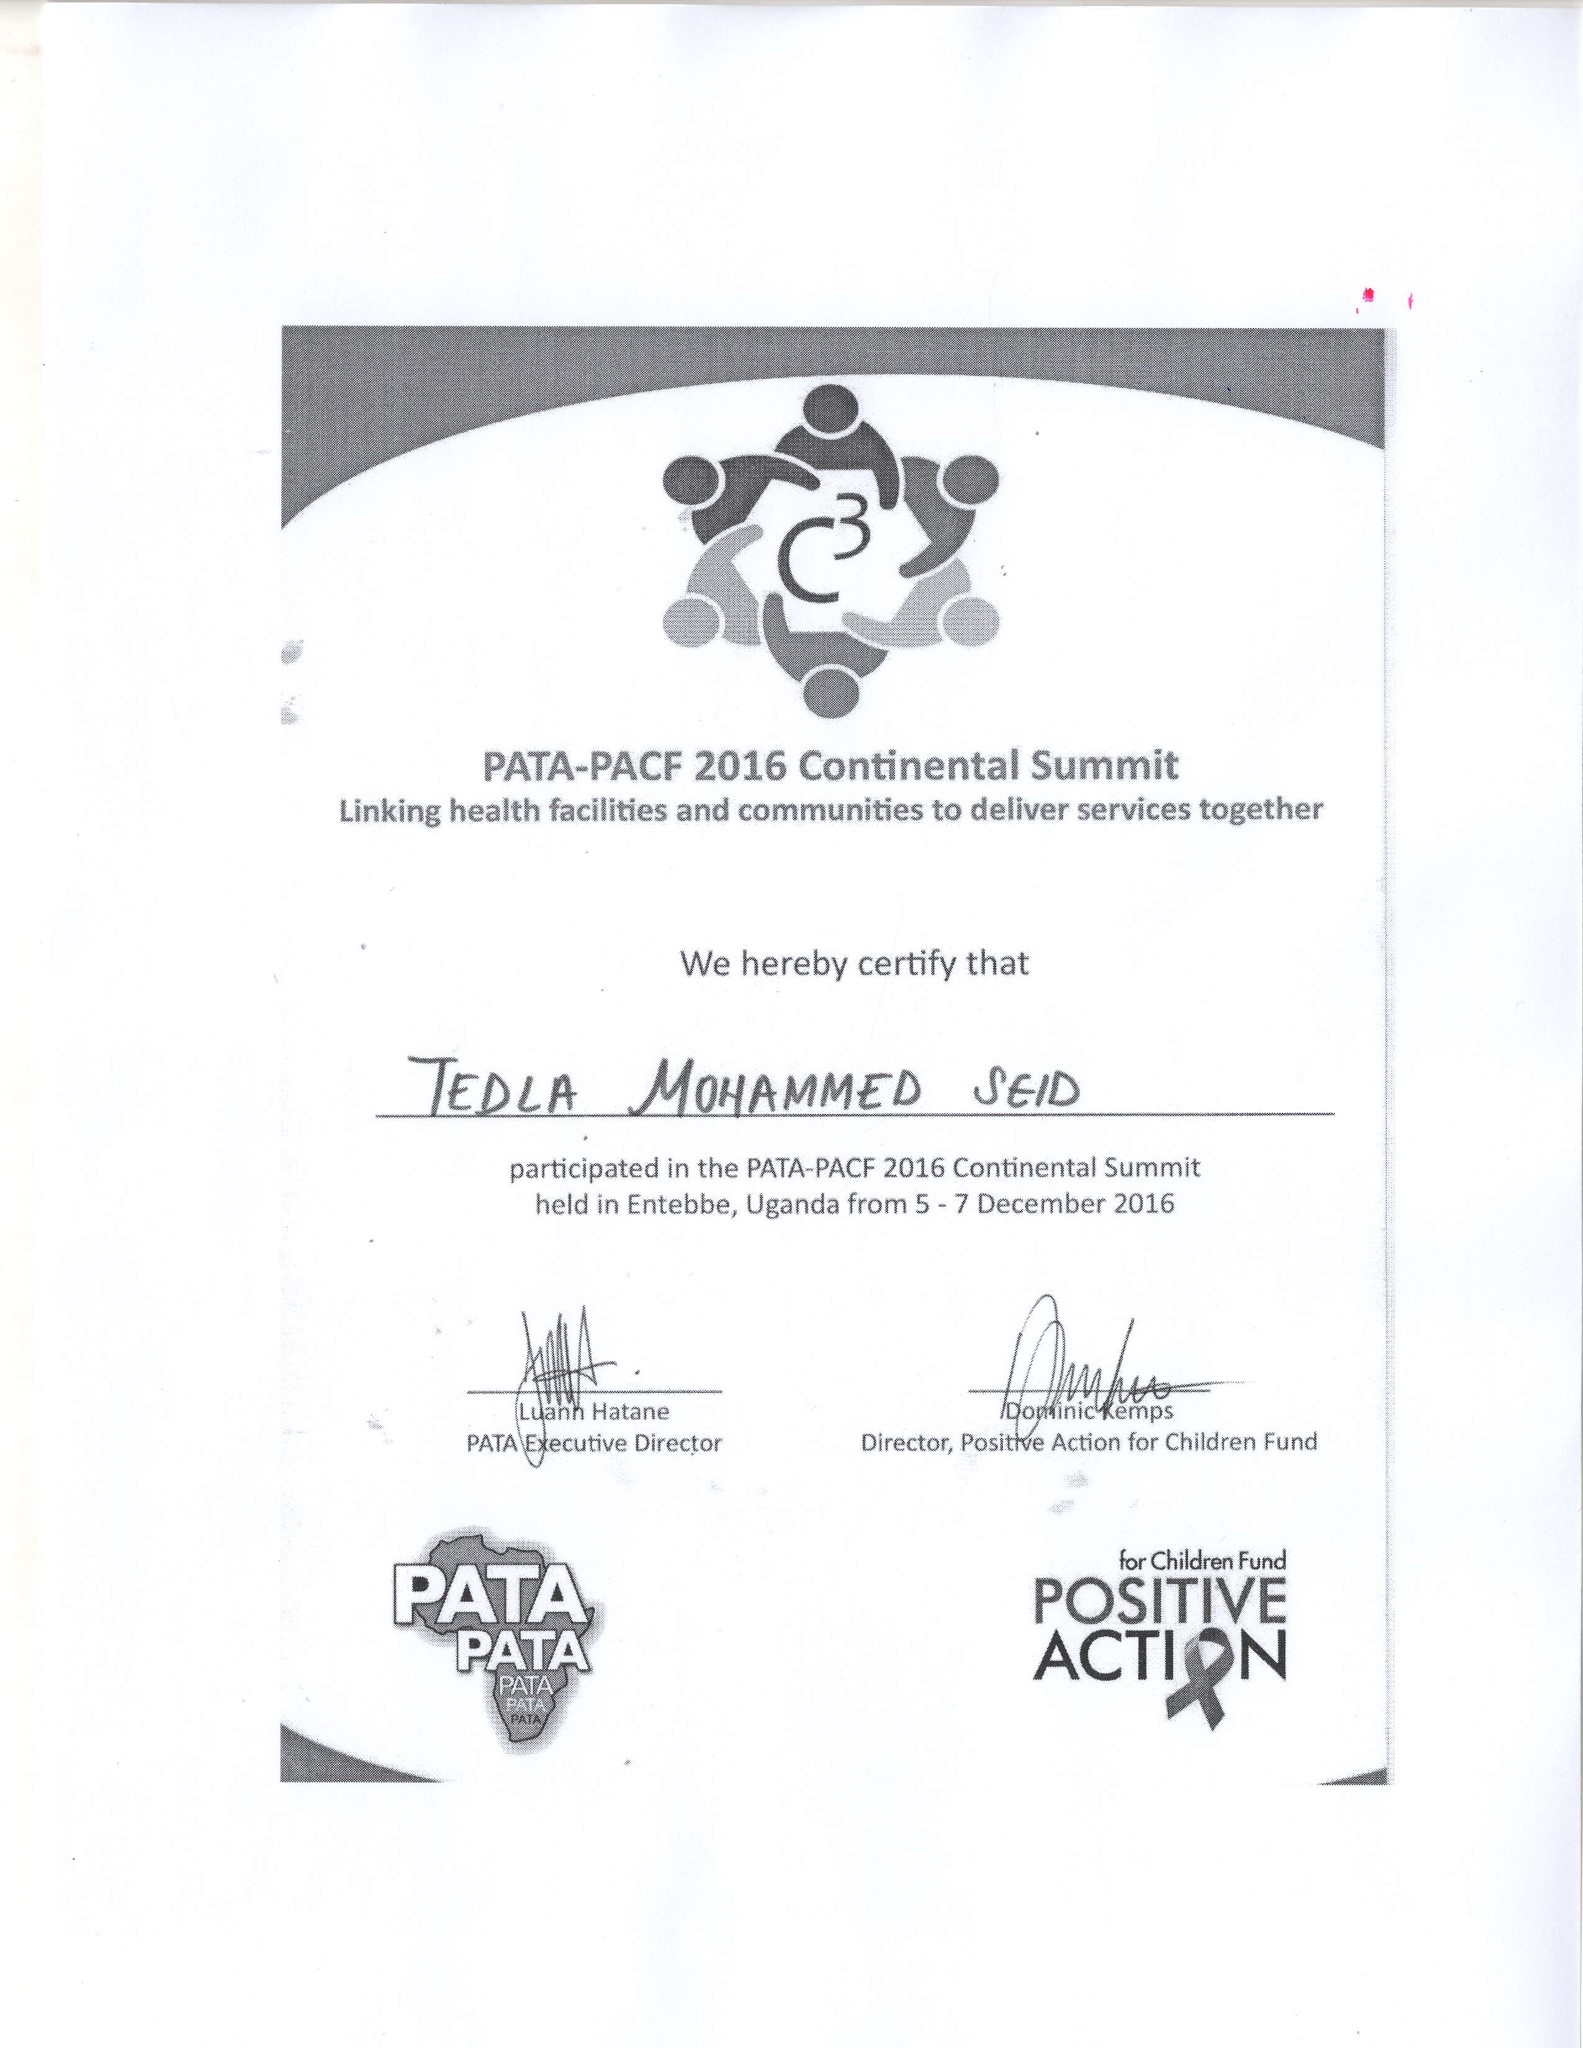 C3
PATA-PACF 2016 Continental Summit
Linking health facilities and communities to deliver services together
We hereby certify that
TEDLA MOHAMMED SEID
participated in the PATA-PACF 2016 Continental Summit
held in Entebbe, Uganda from 5 - 7 December 2016
Luann Hatane
PATA Executive Director
Dominic Kemps
Director, Positive Action for Children Fund
PATA
PATA
PATA
PATA
PATA
for Children Fund
POSITIVE
ACTION